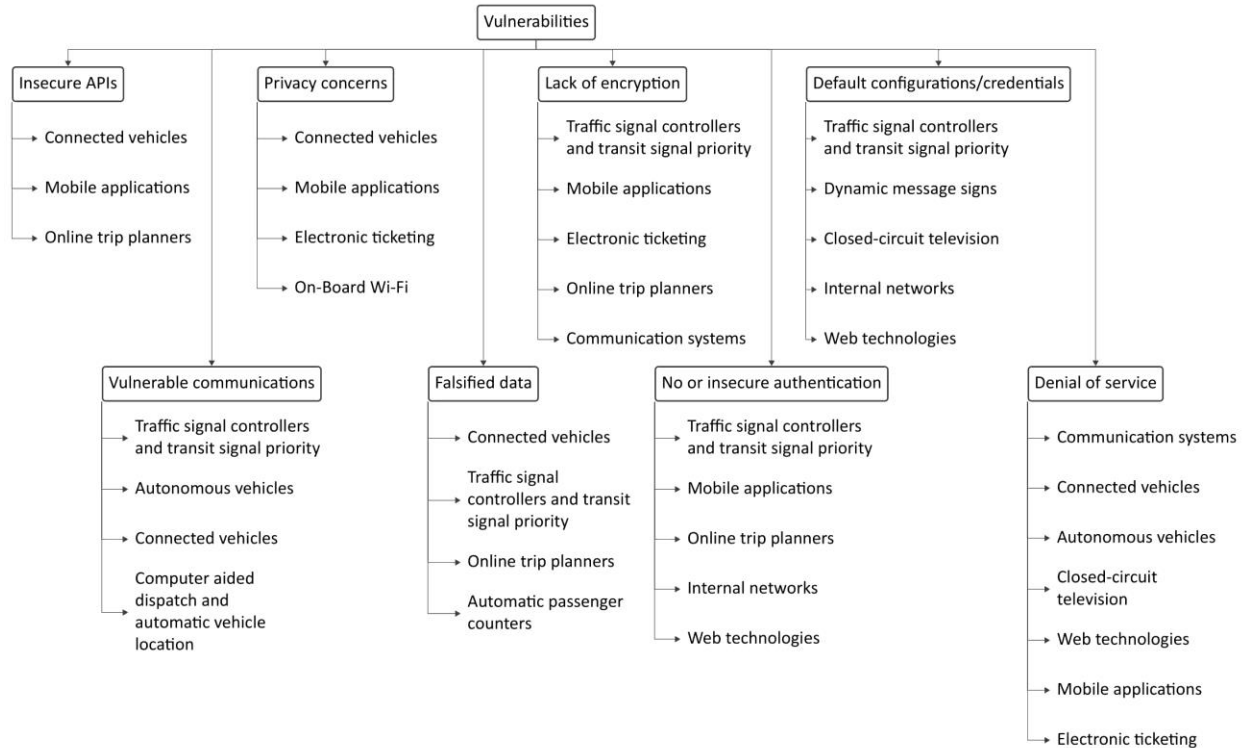 Vulnerabilities
Insecure APIs
Connected vehicles
Mobile applications
Online trip planners
Privacy concerns
Connected vehicles
Mobile applications
Electronic ticketing
On-Board Wi-Fi
Lack of encryption
Traffic signal controllers
and transit signal priority
Mobile applications
Electronic ticketing
Online trip planners
Communication systems
Default configurations/credentials
Traffic signal controllers
and transit signal priority
Dynamic message signs
Closed-circuit television
Internal networks
Web technologies
Vulnerable communications
Traffic signal controllers
and transit signal priority
Autonomous vehicles
Connected vehicles
Computer aided
dispatch and
automatic vehicle
location
Falsified data
Connected vehicles
Traffic signal
controllers and transit
signal priority
Online trip planners
Automatic passenger
counters
No or insecure authentication
Traffic signal controllers
and transit signal priority
Mobile applications
Online trip planners
Internal networks
Web technologies
Denial of service
Communication systems
Connected vehicles
Autonomous vehicles
Closed-circuit
television
Web technologies
Mobile applications
Electronic ticketing